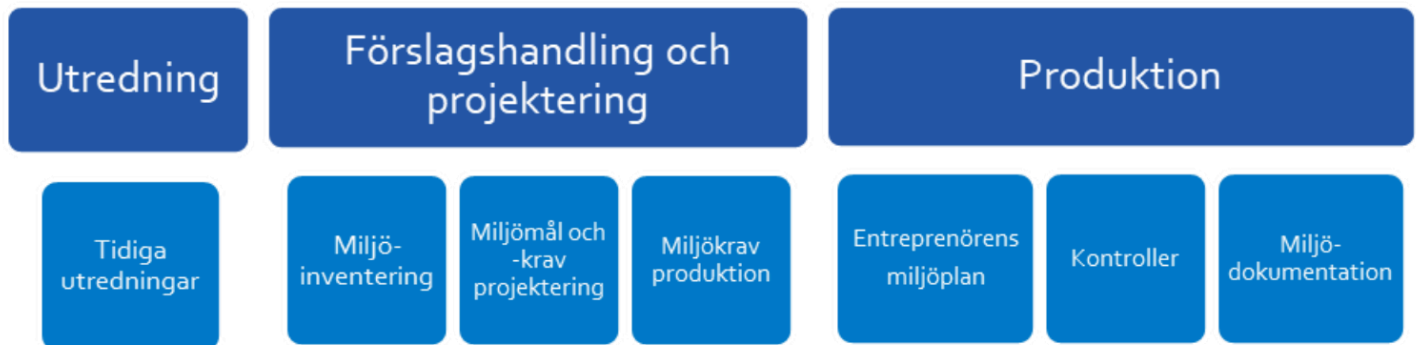 Utredning
Förslagshandling och
projektering
Produktion
Tidiga
utredningar
Miljö-
inventering
Miljömål och
-krav
projektering
Miljökrav
produktion
Entreprenörens
miljöplan
Kontroller
Miljö-
dokumentation